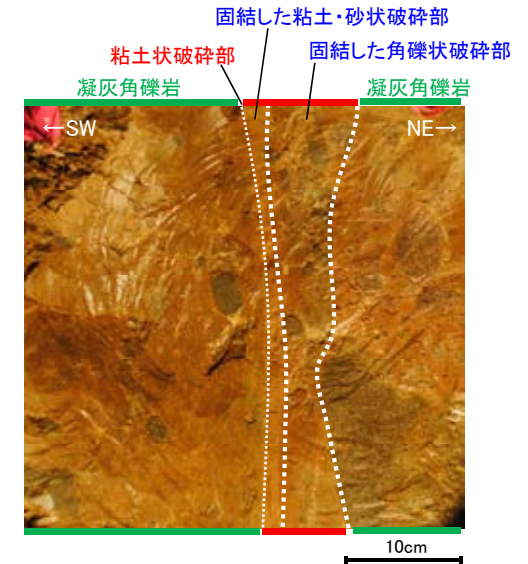 固結した粘土・砂状破砕部
粘土状破砕部
固結した角礫状破砕部
凝灰角礫岩
凝灰角礫岩
←SW
NE→
10cm